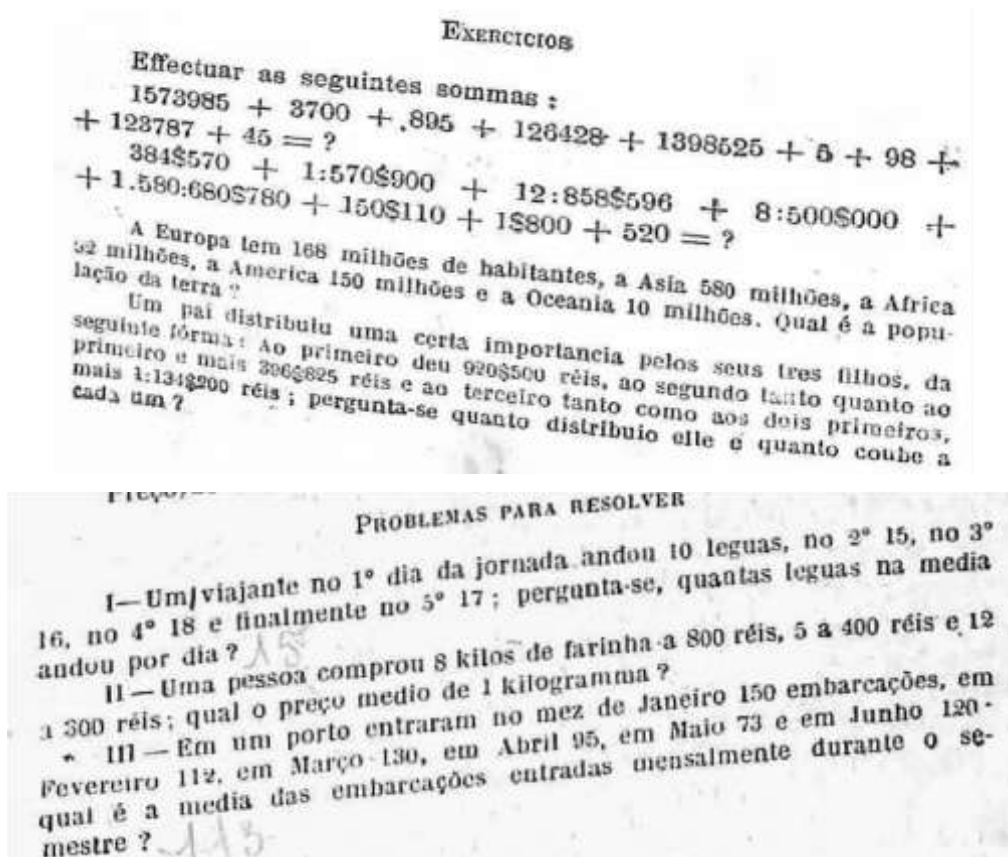 EXERCICIOS
Effectuar as seguintes sommas :
1573985 + 3700 + .895 + 126428 + 1398525 + 5 + 98 +
+ 123787 + 45 = ?
384$570 + 1:570$900 + 12:858$596 + 8:500$000 +
+ 1.580:680$780 + 150$110 + 1$800 + 520 = ?
A Europa tem 168 milhões de habitantes, a Asia 580 milhões, a Africa
52 milhões, a America 150 milhões e a Oceania 10 milhões. Qual é a popu-
lação da terra ?
Um pai distribuiu uma certa importancia pelos seus tres filhos, da
seguinte fórma: Ao primeiro deu 920$500 réis, ao segundo tanto quanto ao
primeiro e mais 396$825 réis e ao terceiro tanto como aos dois primeiros,
mais 1:134$200 réis ; pergunta-se quanto distribuio elle e quanto coube a
cada um ?
PROBLEMAS PARA RESOLVER
I—Um viajante no 1º dia da jornada andou 10 leguas, no 2º 15, no 3º
16, no 4º 18 e finalmente no 5º 17 ; pergunta-se, quantas leguas na media
andou por dia ? 15
II — Uma pessoa comprou 8 kilos de farinha a 800 réis, 5 a 400 réis e 12
a 300 réis; qual o preço medio de 1 kilogramma ?
III — Em um porto entraram no mez de Janeiro 150 embarcações, em
Fevereiro 112, em Março 130, em Abril 95, em Maio 73 e em Junho 120-
qual é a media das embarcações entradas mensalmente durante o se-
mestre ? 113